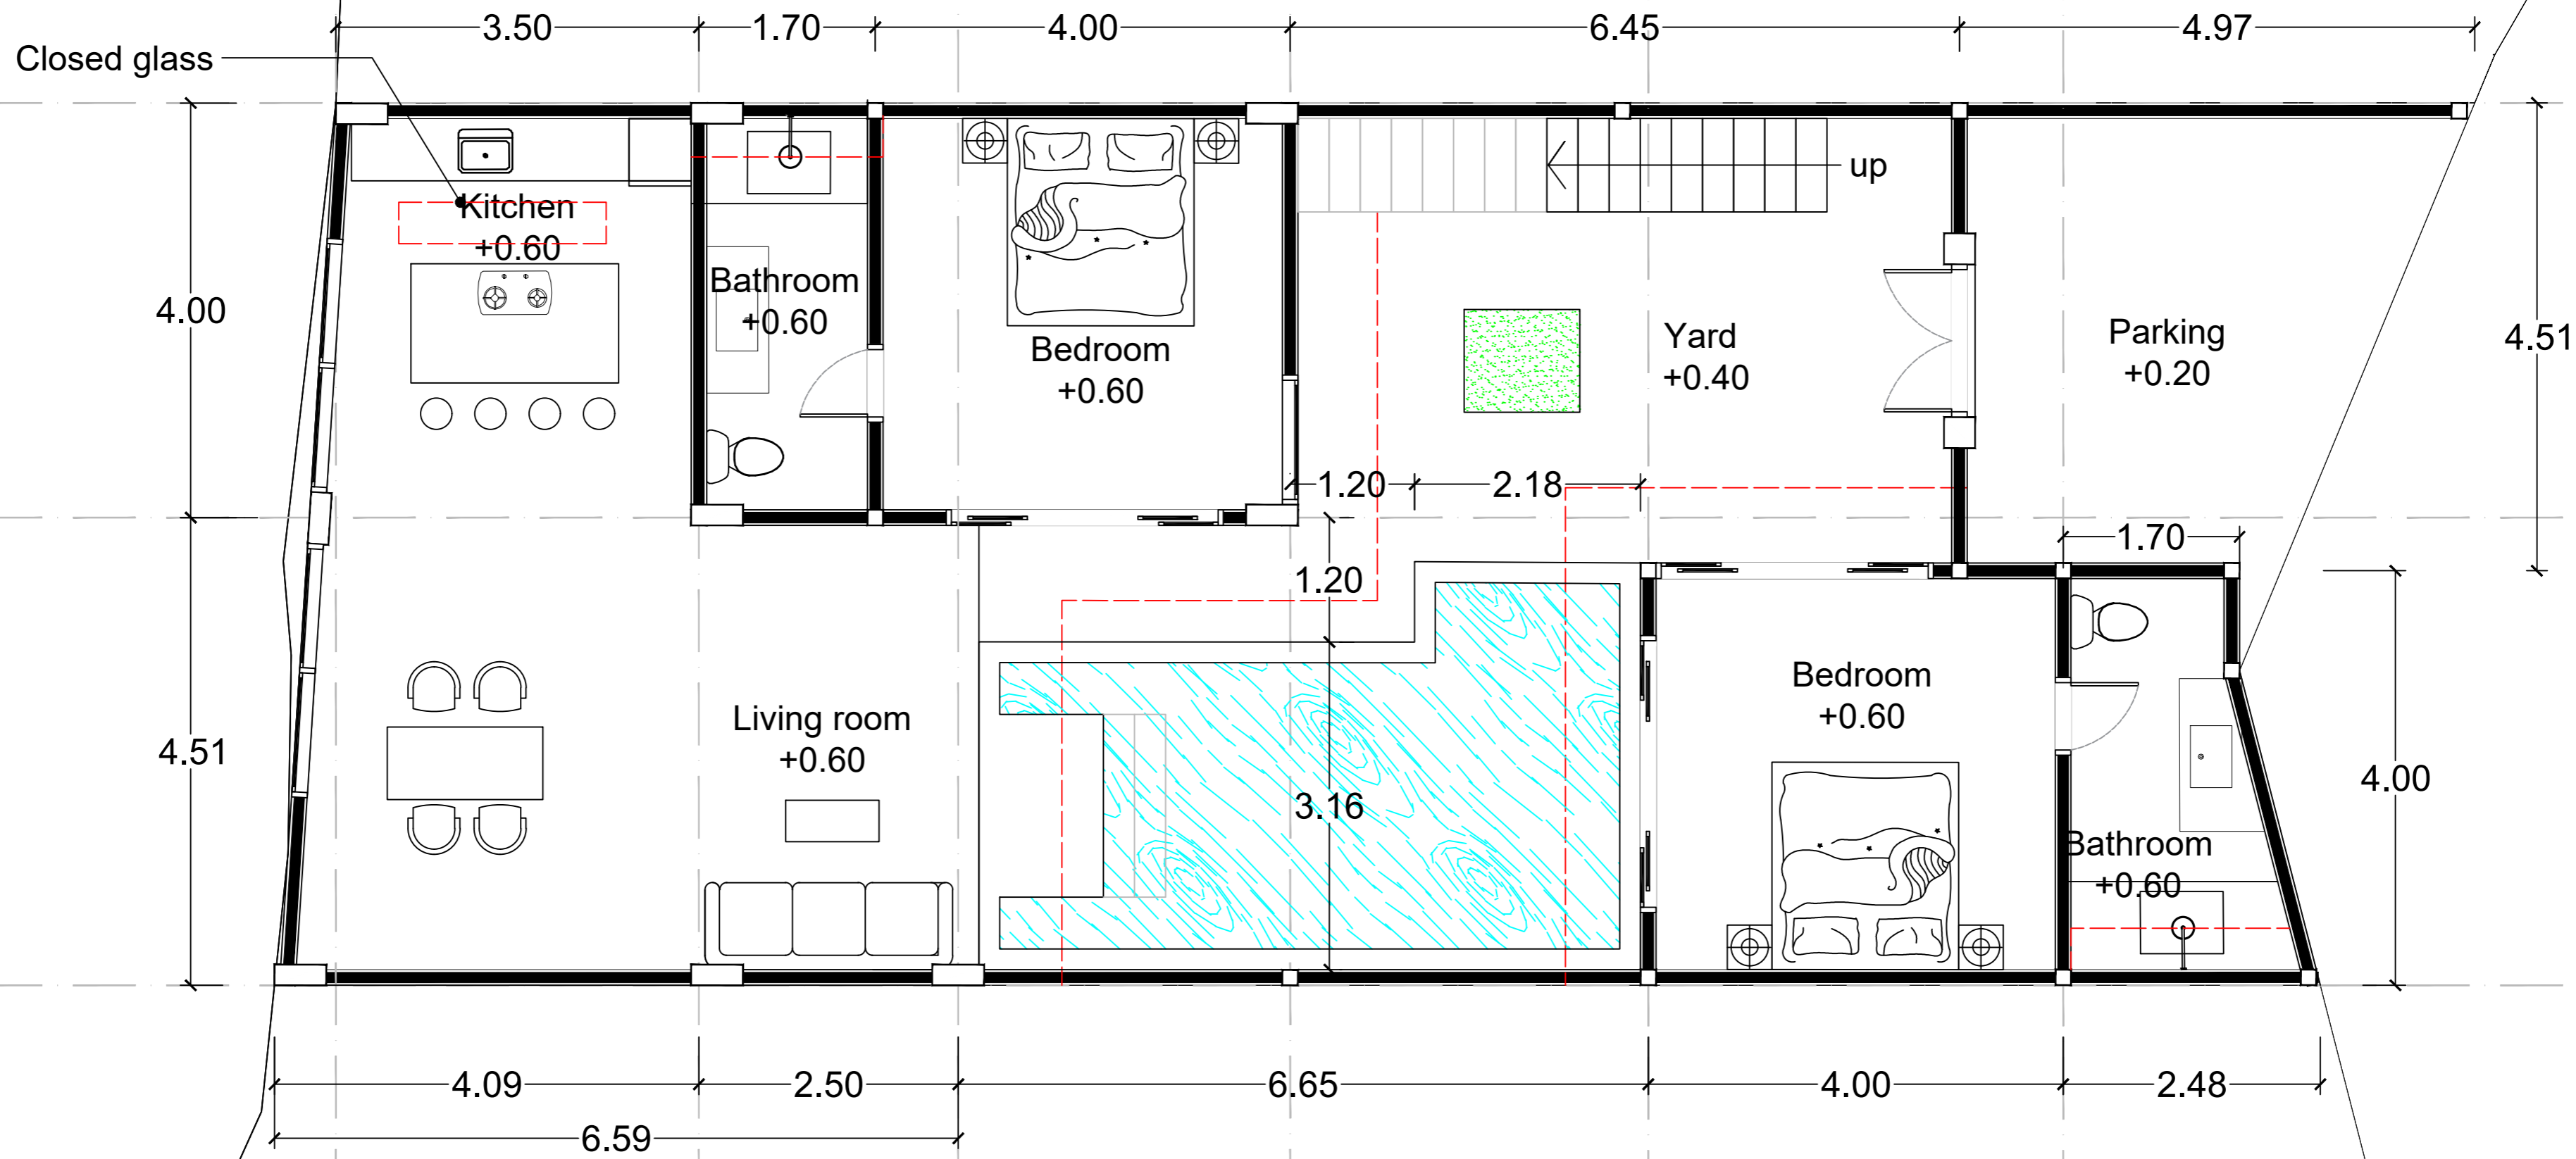 3.50
1.70
4.00
6.45
4.97
Closed glass
up
Kitchen
+0.60
4.00
Bathroom
+0.60
Bedroom
+0.60
Yard
+0.40
Parking
+0.20
4.51
1.20
2.18
1.70
1.20
Living room
+0.60
Bedroom
+0.60
4.51
3.16
4.00
Bathroom
+0.60
4.09
2.50
6.65
4.00
2.48
6.59